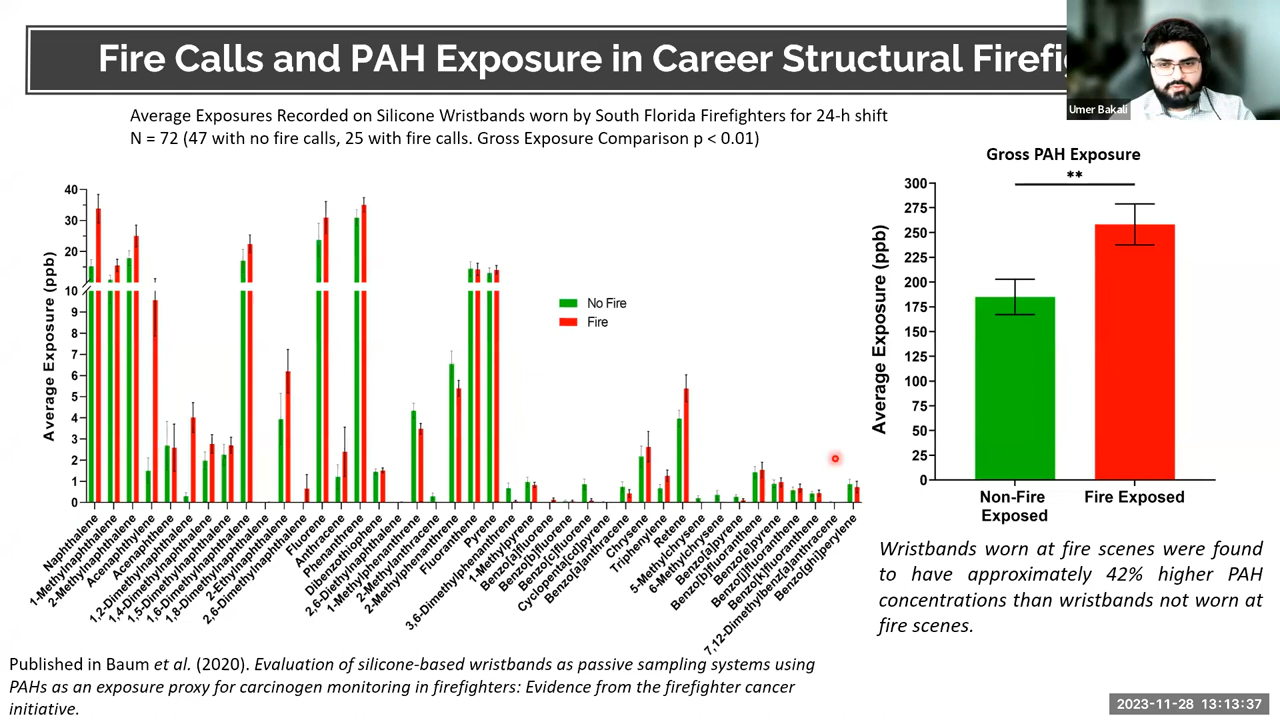 Fire Calls and PAH Exposure in Career Structural Firefi
Umer Bakali
Average Exposures Recorded on Silicone Wristbands worn by South Florida Firefighters for 24-h shift
N = 72 (47 with no fire calls, 25 with fire calls. Gross Exposure Comparison p < 0.01)
Average Exposure (ppb)
40
30
20
10
9
8
7
6
5
4
3
2
1
0
No Fire
Fire
Naphthalene
1-Methylnaphthalene
2-Methylnaphthalene
Acenaphthylene
Acenaphthene
1,2-Dimethylnaphthalene
1,4-Dimethylnaphthalene
1,5-Dimethylnaphthalene
1,6-Dimethylnaphthalene
1,8-Dimethylnaphthalene
2-Ethylnaphthalene
2,6-Dimethylnaphthalene
Fluorene
Anthracene
Phenanthrene
Dibenzothiophene
2,6-Diethylnaphthalene
1-Methylanthracene
2-Methylanthracene
2-Methylphenanthrene
Fluoranthene
Pyrene
3,6-Dimethylphenanthrene
1-Methylpyrene
Benzo[a]fluorene
Benzo[b]fluorene
Benzo[c]fluorene
Cyclopenta[cd]pyrene
Benzo[a]anthracene
Chrysene
Triphenylene
Retene
5-Methylchrysene
6-Methylchrysene
Benzo[a]pyrene
Benzo[b]fluoranthene
Benzo[e]pyrene
Benzo[j]fluoranthene
Benzo[k]fluoranthene
7,12-Dimethylbenz[a]anthracene
Benzo[ghi]perylene
Gross PAH Exposure
**
Average Exposure (ppb)
300
275
250
225
200
175
150
125
100
75
50
25
0
Non-Fire Exposed
Fire Exposed
Wristbands worn at fire scenes were found
to have approximately 42% higher PAH
concentrations than wristbands not worn at
fire scenes.
Published in Baum et al. (2020). Evaluation of silicone-based wristbands as passive sampling systems using
PAHs as an exposure proxy for carcinogen monitoring in firefighters: Evidence from the firefighter cancer
initiative.
2023-11-28 13:13:37